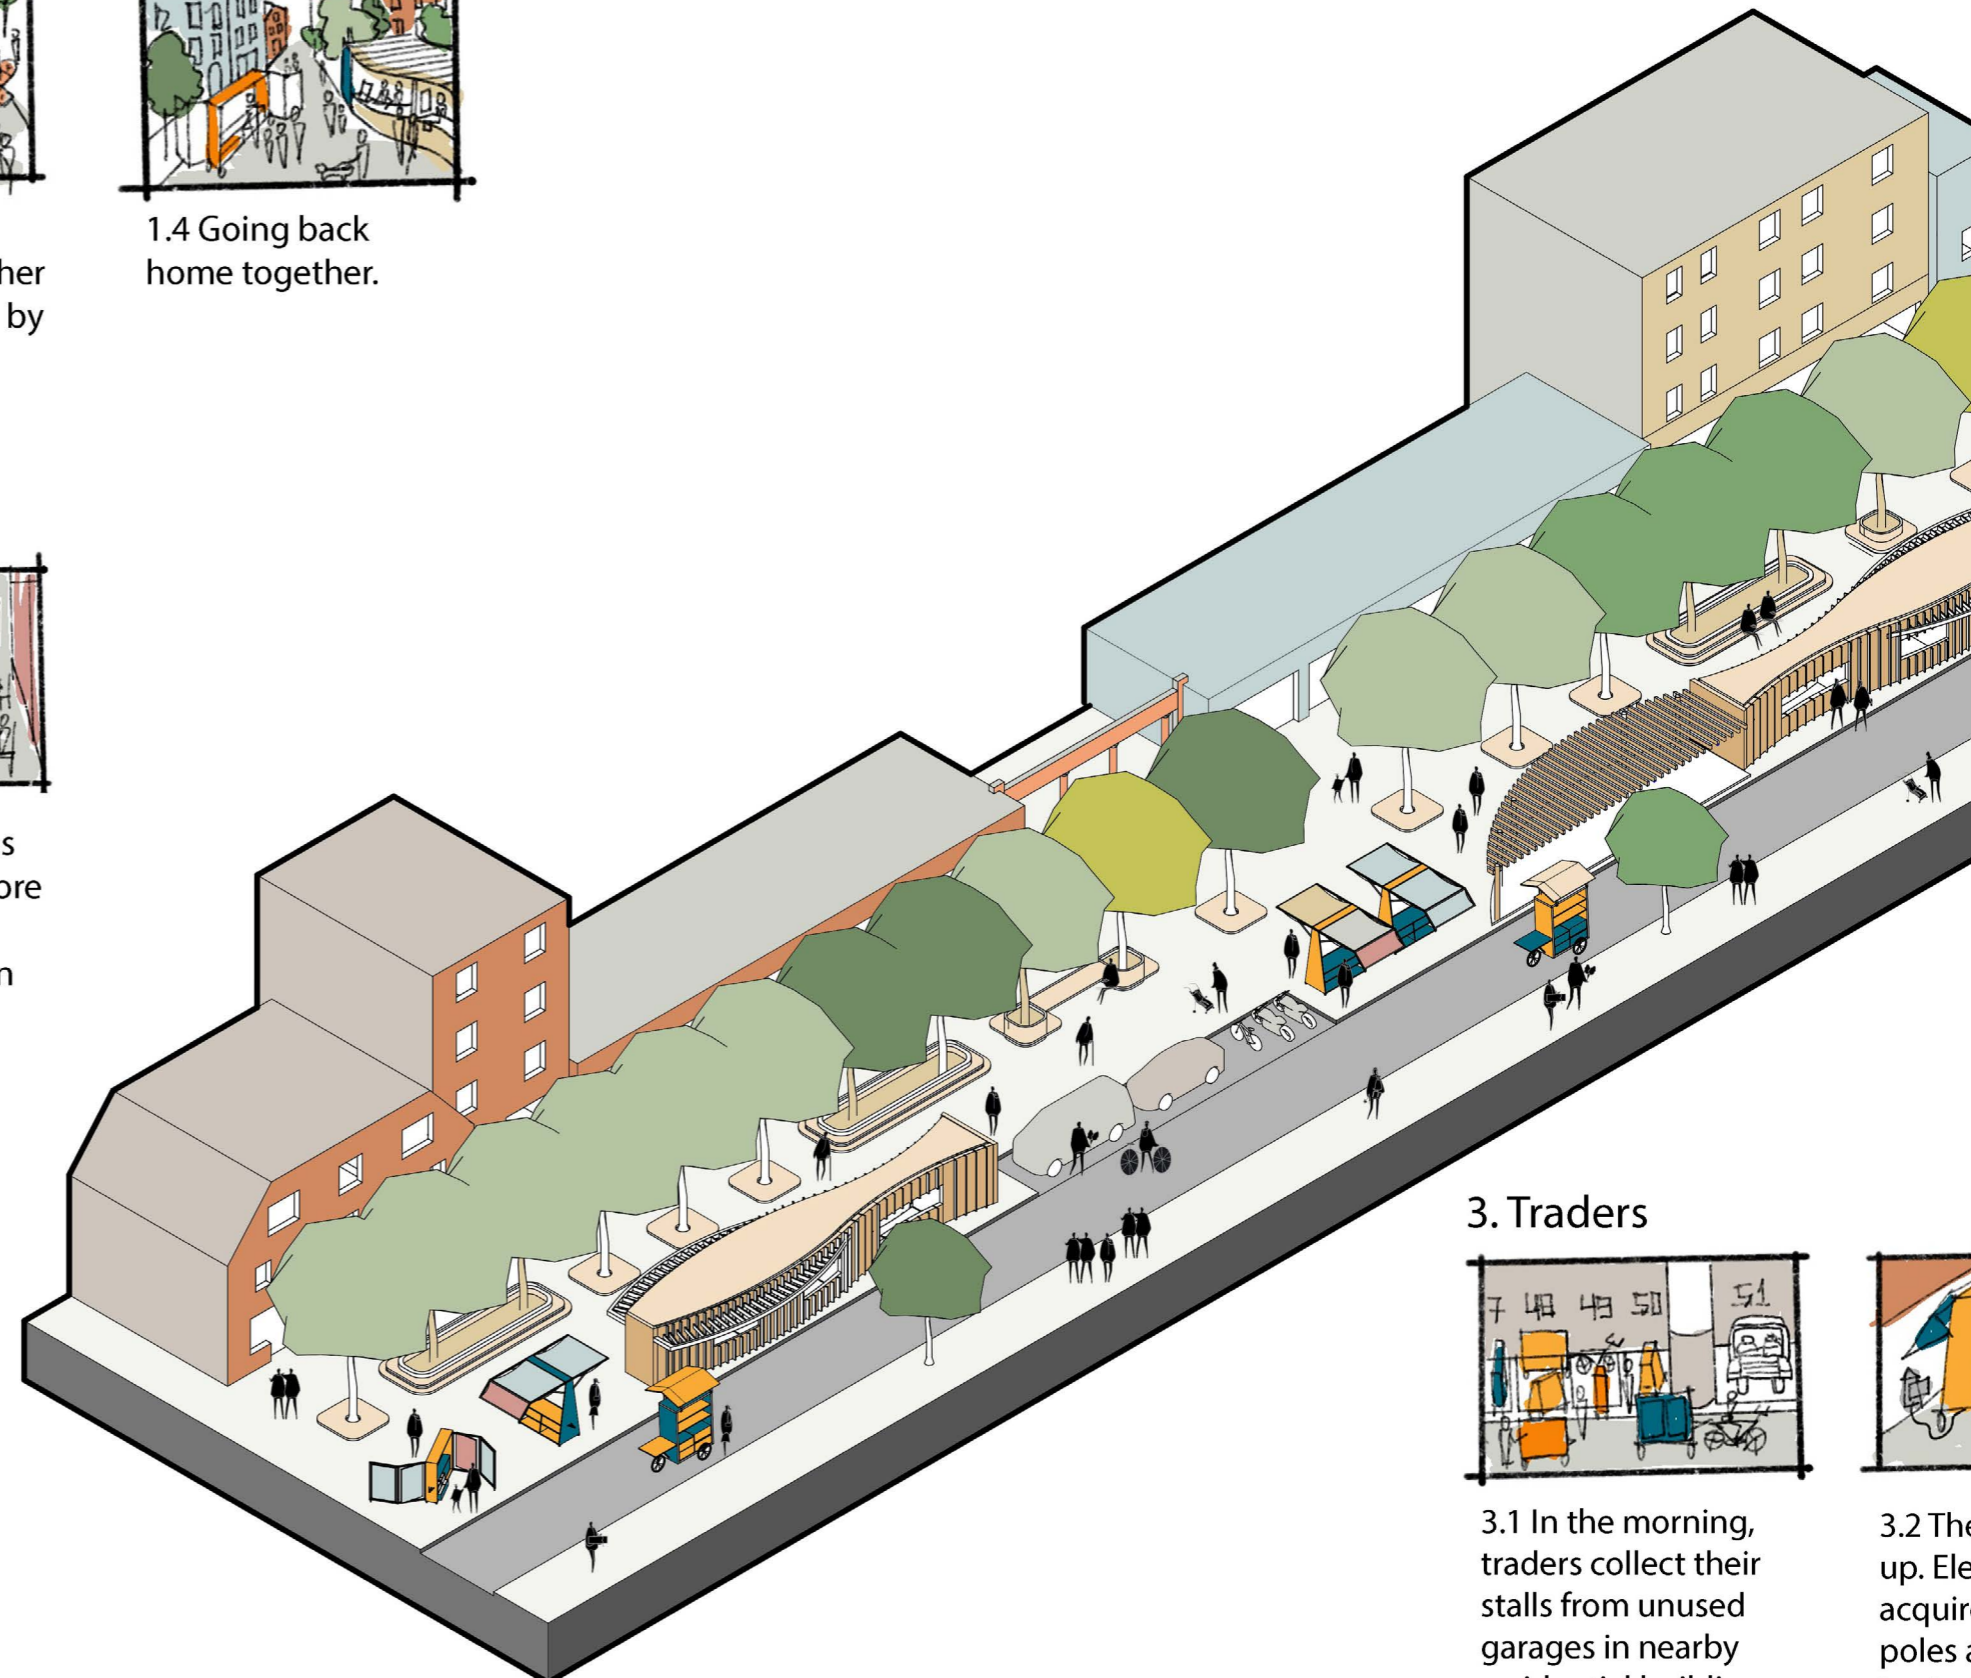 her
by
1.4 Going back
home together.
s
ore
n
3. Traders
7 48 49 50 51
3.1 In the morning,
traders collect their
stalls from unused
garages in nearby
3.2 The
up. Ele
acquir
poles a